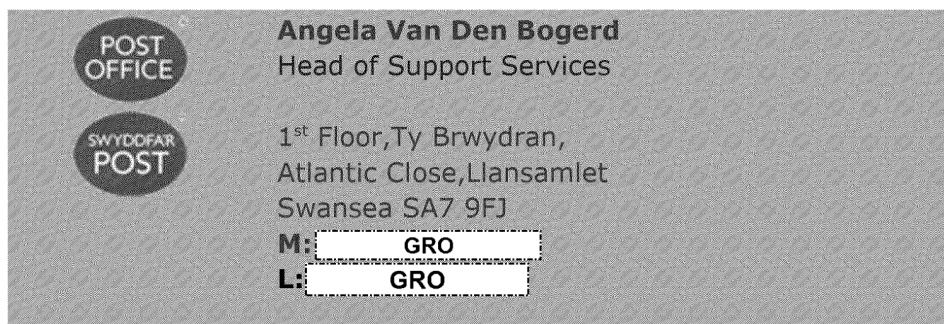 POST
OFFICE
SWYDDFA'R
POST
Angela Van Den Bogerd
Head of Support Services
1st Floor,Ty Brwydran,
Atlantic Close,Llansamlet
Swansea SA7 9FJ
M: GRO
L: GRO